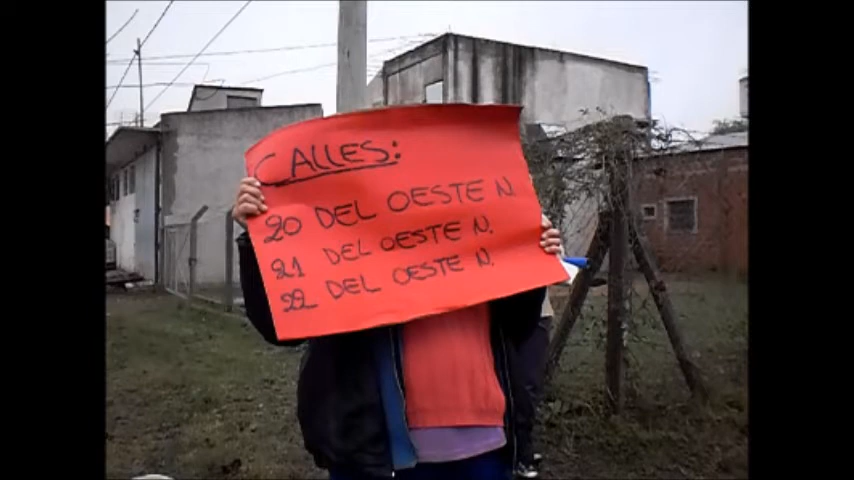 CALLES:
20 DEL OESTE N.
21 DEL OESTE N.
22 DEL OESTE N.